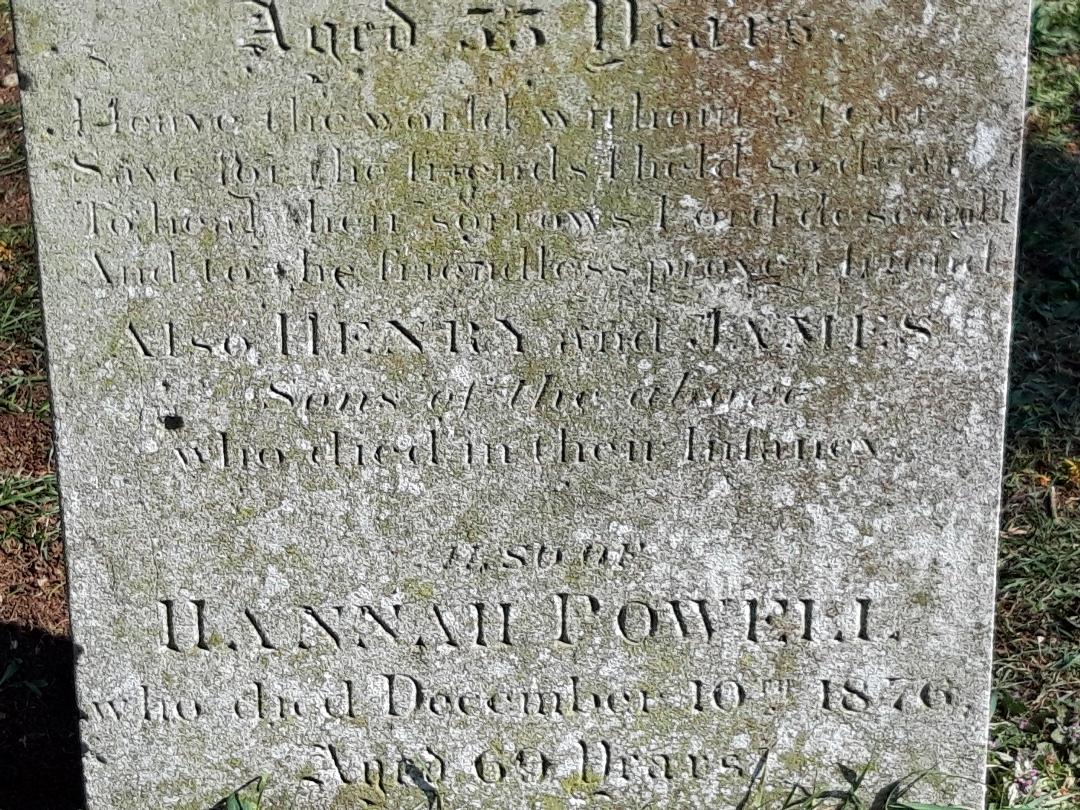 Aged 55 Years.
I leave the world without a tear
Save for the friends I held so dear
To heal their sorrows Lord descend
And to the friendless prove a friend
Also HENRY and JAMES
Sons of the above
who died in their Infancy.
ALSO OF
HANNAH POWELL
who died December 10TH 1876,
Aged 69 Years.